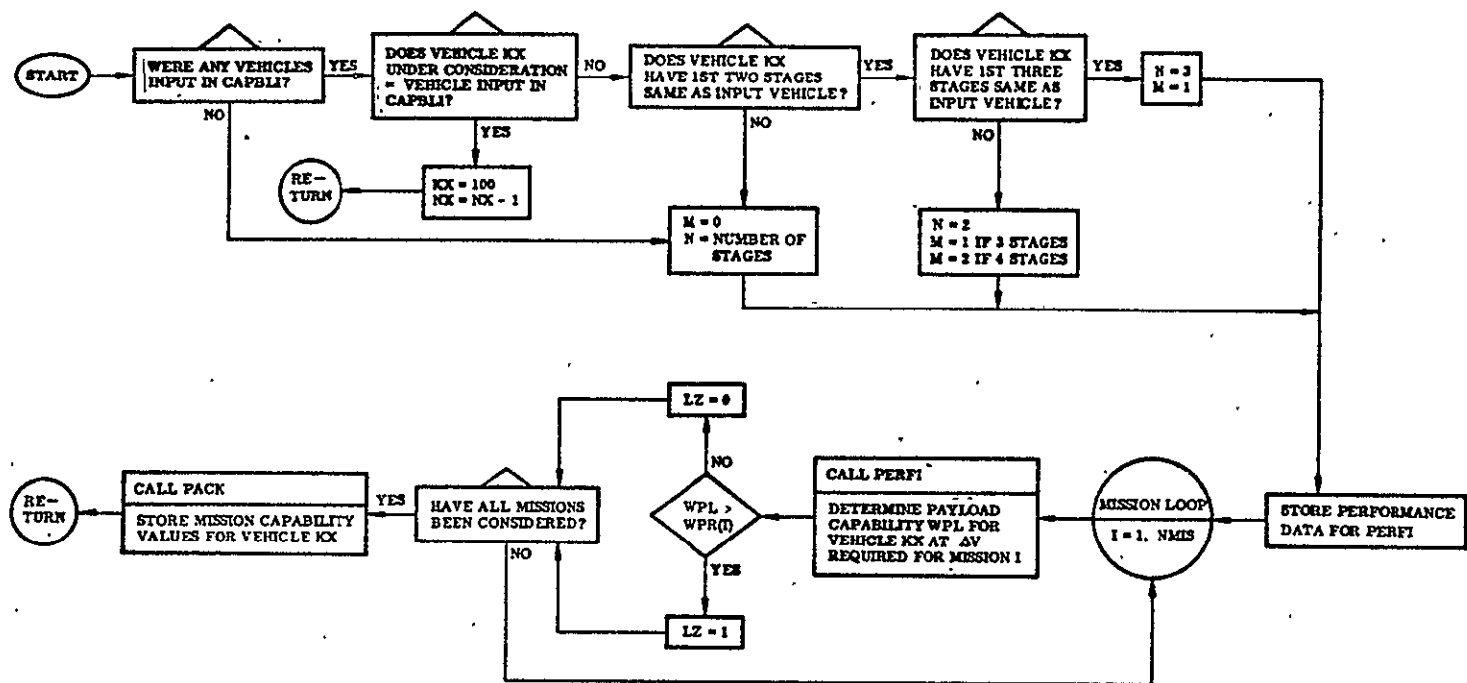 START
WERE ANY VEHICLES
INPUT IN CAPBLI?
YES
NO
DOES VEHICLE KX
UNDER CONSIDERATION
= VEHICLE INPUT IN
CAPBLI?
NO
YES
KX = 100
NX = NX - 1
RE-
TURN
DOES VEHICLE KX
HAVE 1ST TWO STAGES
SAME AS INPUT VEHICLE?
YES
NO
M = 0
N = NUMBER OF
STAGES
DOES VEHICLE KX
HAVE 1ST THREE
STAGES SAME AS
INPUT VEHICLE?
YES
NO
N = 3
M = 1
N = 2
M = 1 IF 3 STAGES
M = 2 IF 4 STAGES
STORE PERFORMANCE
DATA FOR PERFI
MISSION LOOP
I = 1, NMIS
CALL PERFI
DETERMINE PAYLOAD
CAPABILITY WPL FOR
VEHICLE KX AT ΔV
REQUIRED FOR MISSION I
WPL >
WPR(I)
NO
LZ = 0
YES
LZ = 1
HAVE ALL MISSIONS
BEEN CONSIDERED?
YES
NO
CALL PACK
STORE MISSION CAPABILITY
VALUES FOR VEHICLE KX
RE-
TURN